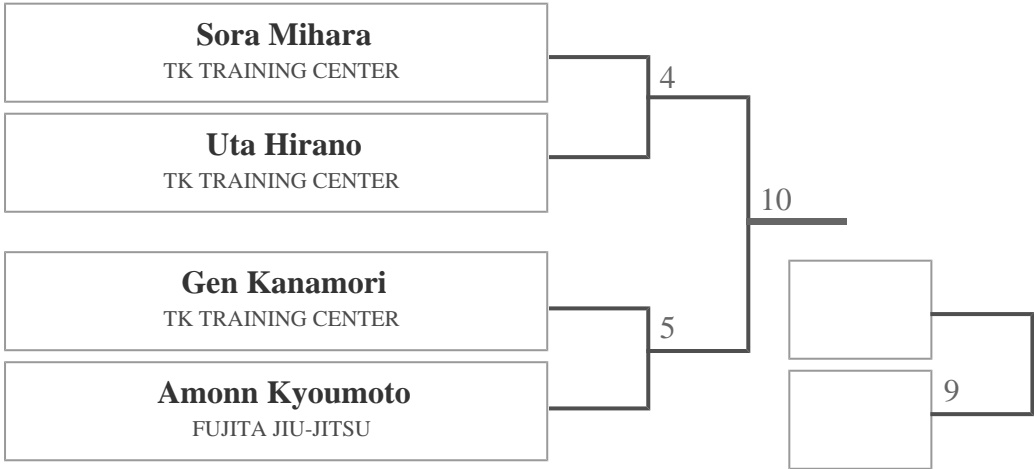 Sora Mihara
TK TRAINING CENTER
4
Uta Hirano
TK TRAINING CENTER
10
Gen Kanamori
TK TRAINING CENTER
5
Amonn Kyoumoto
FUJITA JIU-JITSU
9